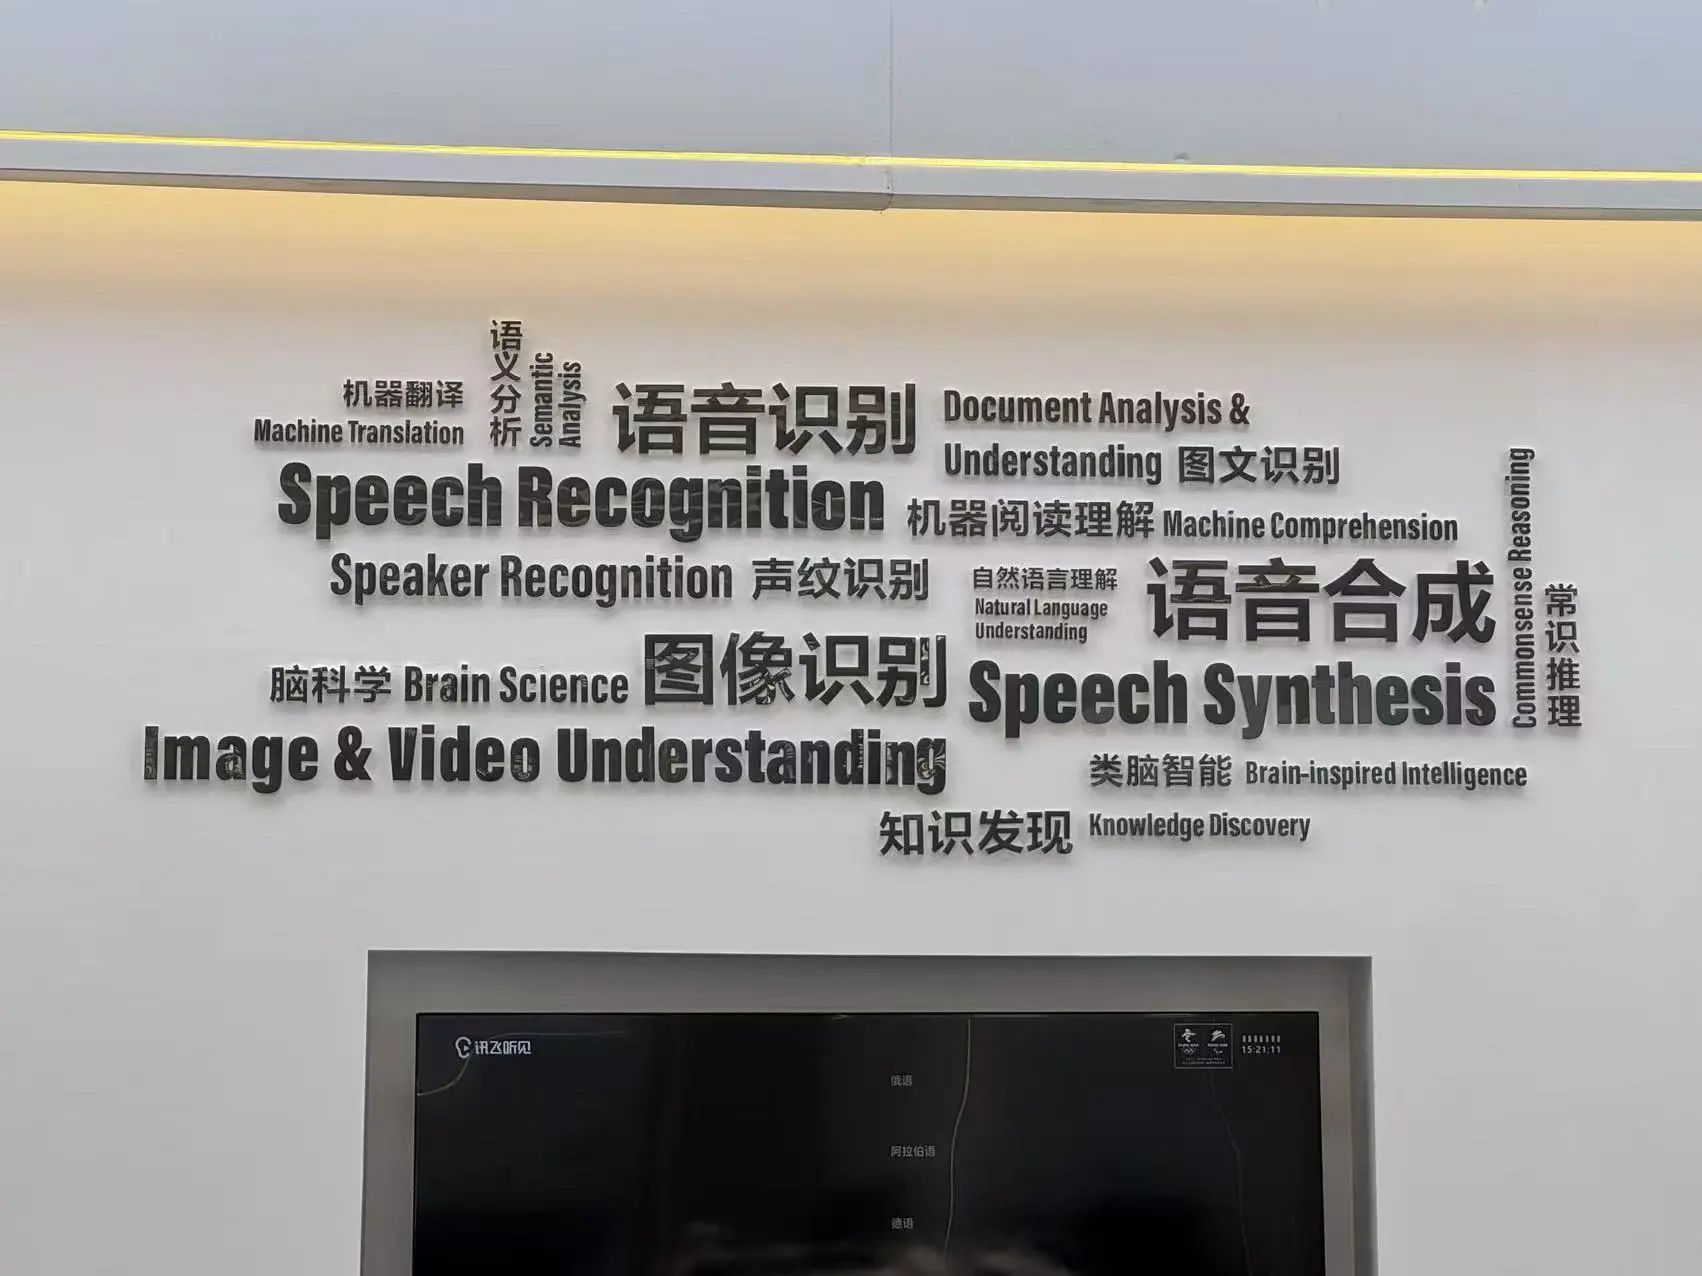 语义分析
Semantic
Analysis
机器翻译
Machine Translation
语音识别
Speech Recognition
Document Analysis &
Understanding 图文识别
机器阅读理解 Machine Comprehension
Speaker Recognition 声纹识别
自然语言理解
Natural Language
Understanding
语音合成
Speech Synthesis
Commonsense Reasoning
常识推理
脑科学 Brain Science
图像识别
Image & Video Understanding
类脑智能 Brain-inspired Intelligence
知识发现 Knowledge Discovery
讯飞听见
15:21:11
俄语
阿拉伯语
德语